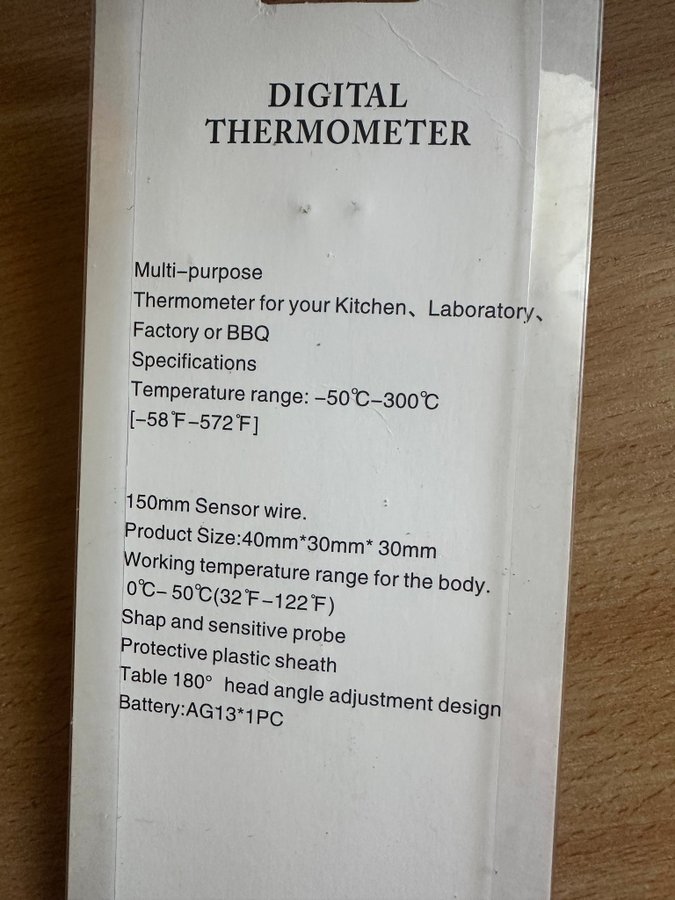 DIGITAL
THERMOMETER
Multi-purpose
Thermometer for your Kitchen、Laboratory、
Factory or BBQ
Specifications
Temperature range: -50℃-300℃
[-58℉-572℉]
150mm Sensor wire.
Product Size:40mm*30mm* 30mm
Working temperature range for the body.
0℃- 50℃(32℉-122℉)
Shap and sensitive probe
Protective plastic sheath
Table 180° head angle adjustment design
Battery:AG13*1PC